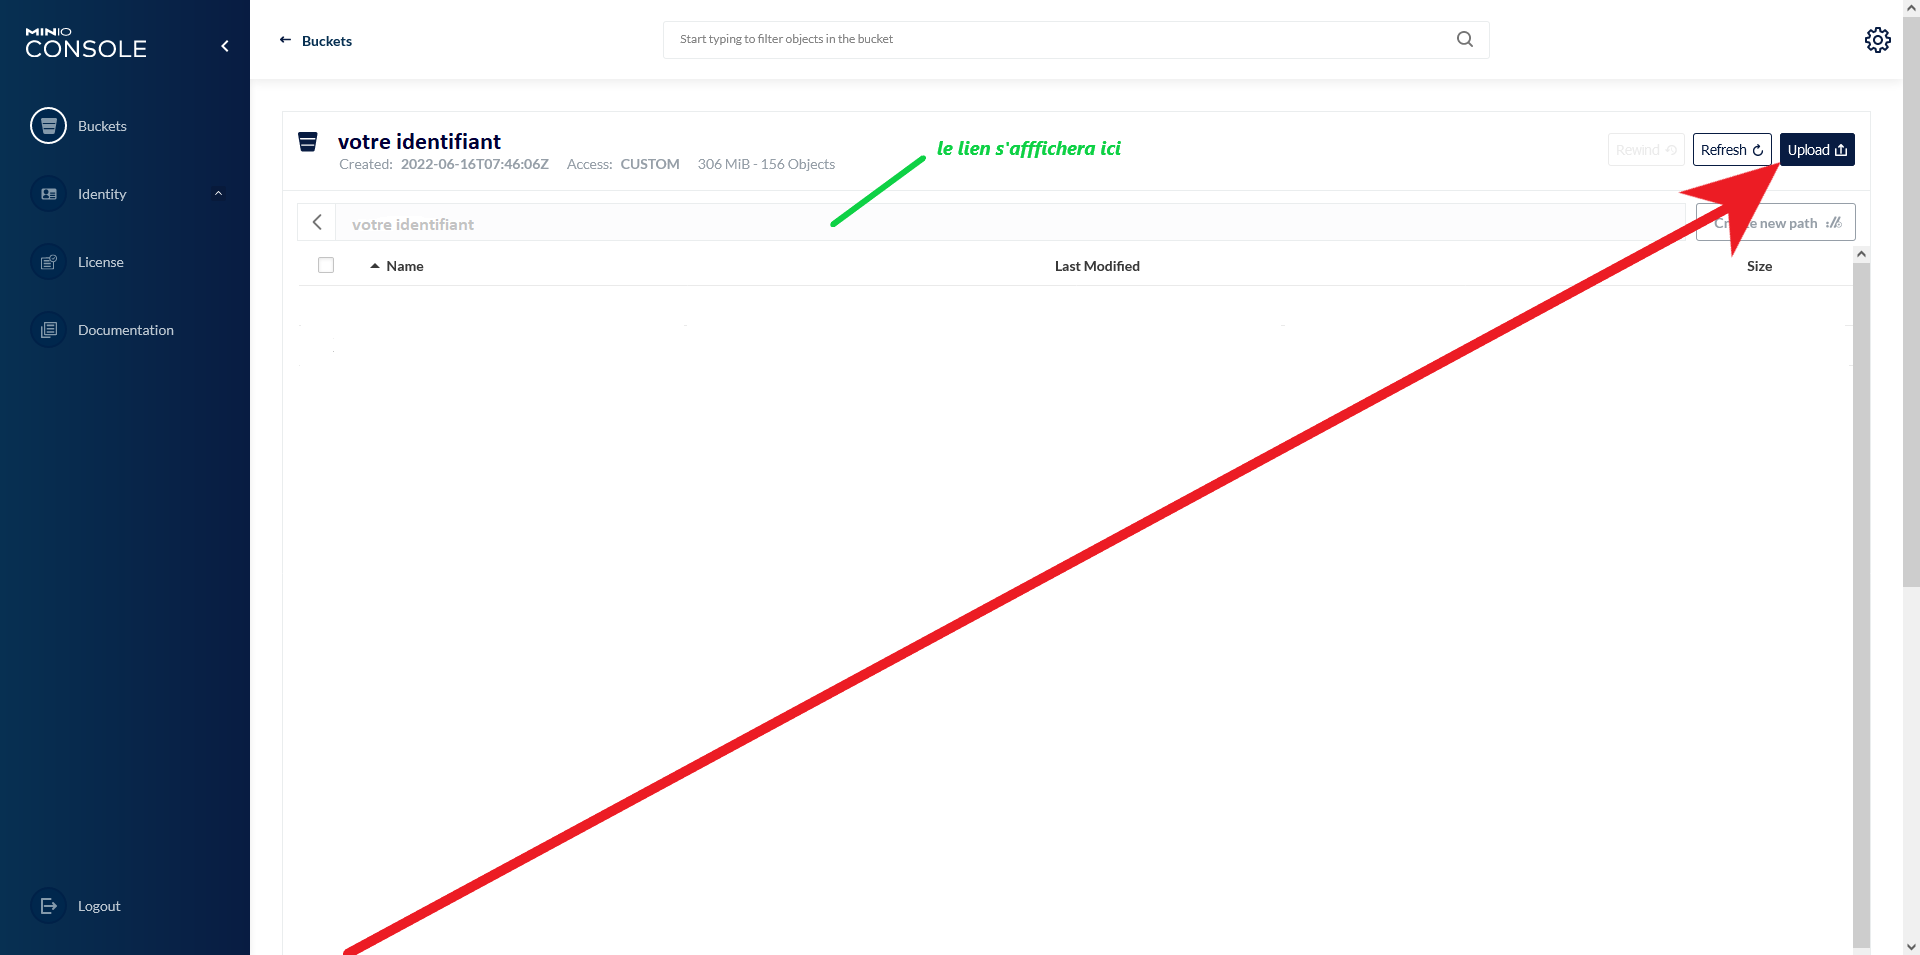 MINIO
CONSOLE
Buckets
Identity
License
Documentation
Logout
Buckets
Start typing to filter objects in the bucket
votre identifiant
Created: 2022-06-16T07:46:06Z Access: CUSTOM 306 MiB - 156 Objects
le lien s'afffichera ici
Rewind
Refresh
Upload
votre identifiant
new path
Name
Last Modified
Size